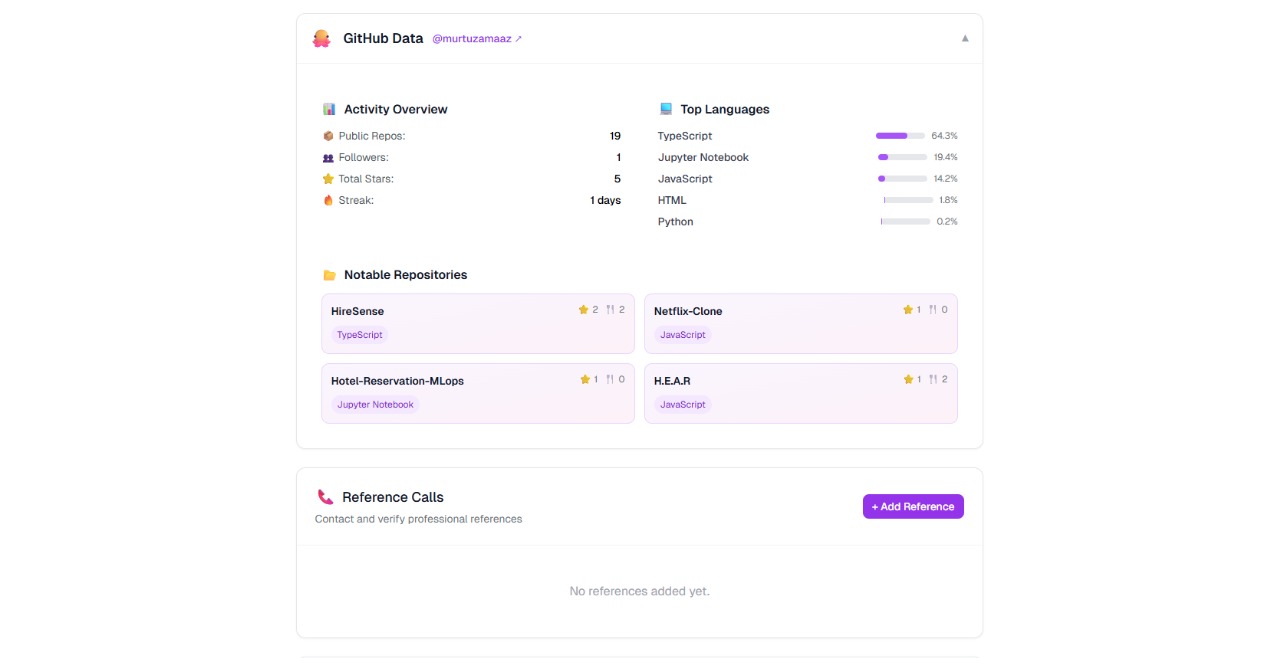 GitHub Data @murtuzamaaz ↗
Activity Overview
Public Repos: 19
Followers: 1
Total Stars: 5
Streak: 1 days
Top Languages
TypeScript 64.3%
Jupyter Notebook 19.4%
JavaScript 14.2%
HTML 1.8%
Python 0.2%
Notable Repositories
HireSense 2 2
TypeScript
Netflix-Clone 1 0
JavaScript
Hotel-Reservation-MLops 1 0
Jupyter Notebook
H.E.A.R 1 2
JavaScript
Reference Calls
Contact and verify professional references
+ Add Reference
No references added yet.